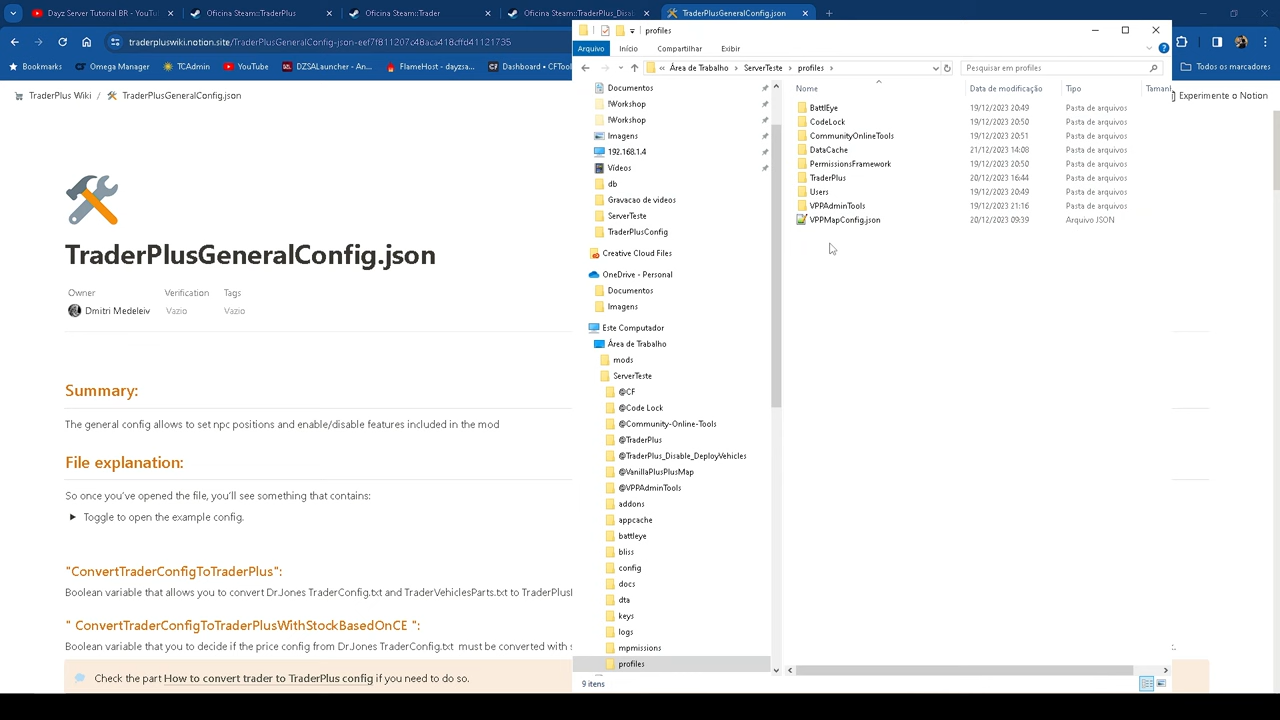 Dayz Server TraderPlus
Oficina Steam::Trader
Oficina Steam::TraderPlus
Oficina Steam::Trader
TraderPlusGeneralConfig.json
traderpluswiki.notion.site/TraderPlusGeneralConfig-json-eef7f811107c48a5a418cdfd41121735
Bookmarks
Omega Manager
TCAdmin
YouTube
DZSALauncher - An...
FlameHost - dayzsa...
Dashboard • CFTool
Todos os favoritos
TraderPlus Wiki / TraderPlusGeneralConfig.json
Experimente o Notion
TraderPlusGeneralConfig.json
Owner Verification Tags
Dmitri Medeleiv Vazio Vazio
Summary:
The general config allows to set npc positions and enable/disable features included in the mod
File explanation:
So once you've opened the file, you'll see something that contains:
Toggle to open the example config.
"ConvertTraderConfigToTraderPlus":
Boolean variable that allows you to convert DrJones TraderConfig.txt and TraderVehiclesParts.txt to TraderPlus
" ConvertTraderConfigToTraderPlusWithStockBasedOnCE ":
Boolean variable that you to decide if the price config from DrJones TraderConfig.txt must be converted with s
Check the part How to convert trader to TraderPlus config if you need to do so.
profiles
Arquivo Início Compartilhar Exibir
« Área de Trabalho > ServerTeste > profiles >
Pesquisar em profiles
Documentos
!Workshop
!Workshop
Imagens
192.168.1.4
Vídeos
db
Gravacao de videos
ServerTeste
TraderPlusConfig
Creative Cloud Files
OneDrive - Personal
Documentos
Imagens
Este Computador
Área de Trabalho
mods
ServerTeste
@CF
@Code Lock
@Community-Online-Tools
@TraderPlus
@TraderPlus_Disable_DeployVehicles
@VanillaPlusPlusMap
@VPPAdminTools
addons
appcache
battleye
bliss
config
docs
dta
keys
logs
mpmissions
profiles
Nome Data de modificação Tipo Tamanl
BattlEye 19/12/2023 20:49 Pasta de arquivos
CodeLock 19/12/2023 20:50 Pasta de arquivos
CommunityOnlineTools 19/12/2023 20:51 Pasta de arquivos
DataCache 21/12/2023 14:08 Pasta de arquivos
PermissionsFramework 19/12/2023 20:50 Pasta de arquivos
TraderPlus 20/12/2023 16:44 Pasta de arquivos
Users 19/12/2023 20:49 Pasta de arquivos
VPPAdminTools 19/12/2023 21:16 Pasta de arquivos
VPPMapConfig.json 20/12/2023 09:39 Arquivo JSON
9 itens